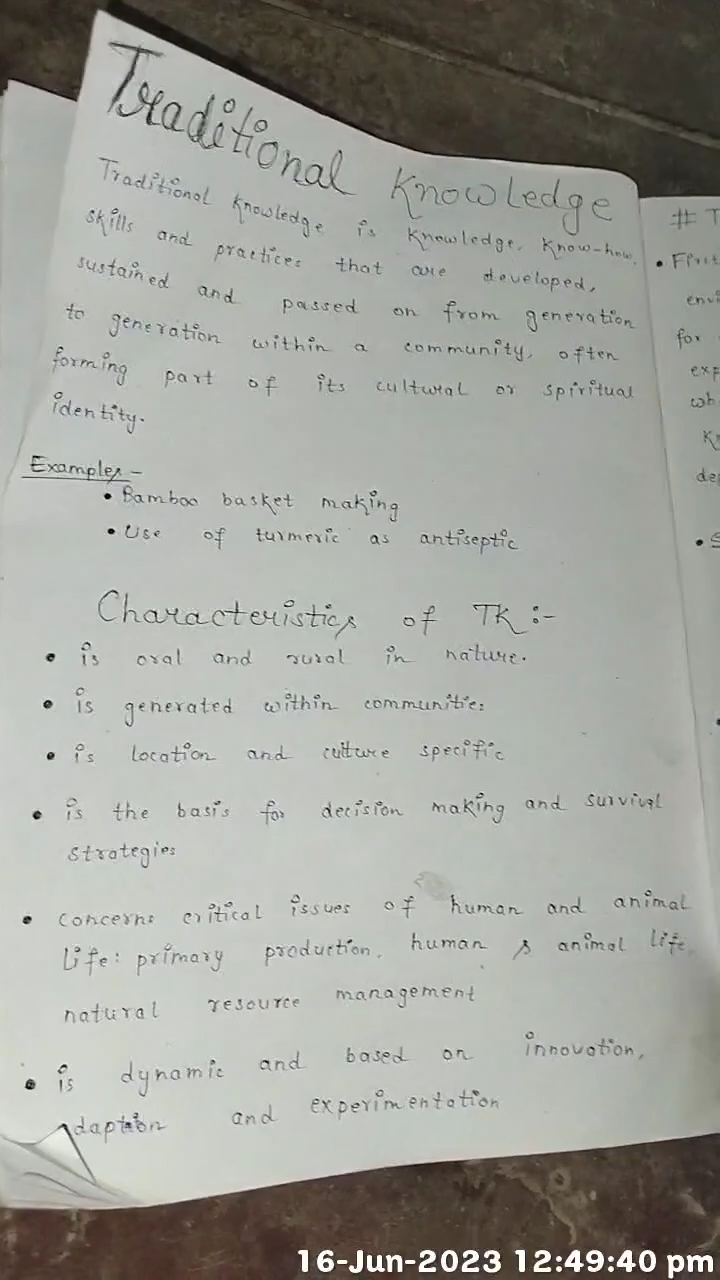 Traditional Knowledge
Traditional knowledge is knowledge, know-how,
skills and practices that are developed,
sustained and passed on from generation
to generation within a community, often
forming part of its cultural or spiritual
identity.
Examples -
• Bamboo basket making
• Use of turmeric as antiseptic
Characteristics of TK :-
• is oral and rural in nature.
• is generated within communities
• is location and culture specific
• is the basis for decision making and survival
strategies
• concerns critical issues of human and animal
life: primary production, human & animal life,
natural resource management
• is dynamic and based on innovation,
adaption and experimentation
# T
• First
envi
for
exp
wh
Kn
de
• S
16-Jun-2023 12:49:40 pm